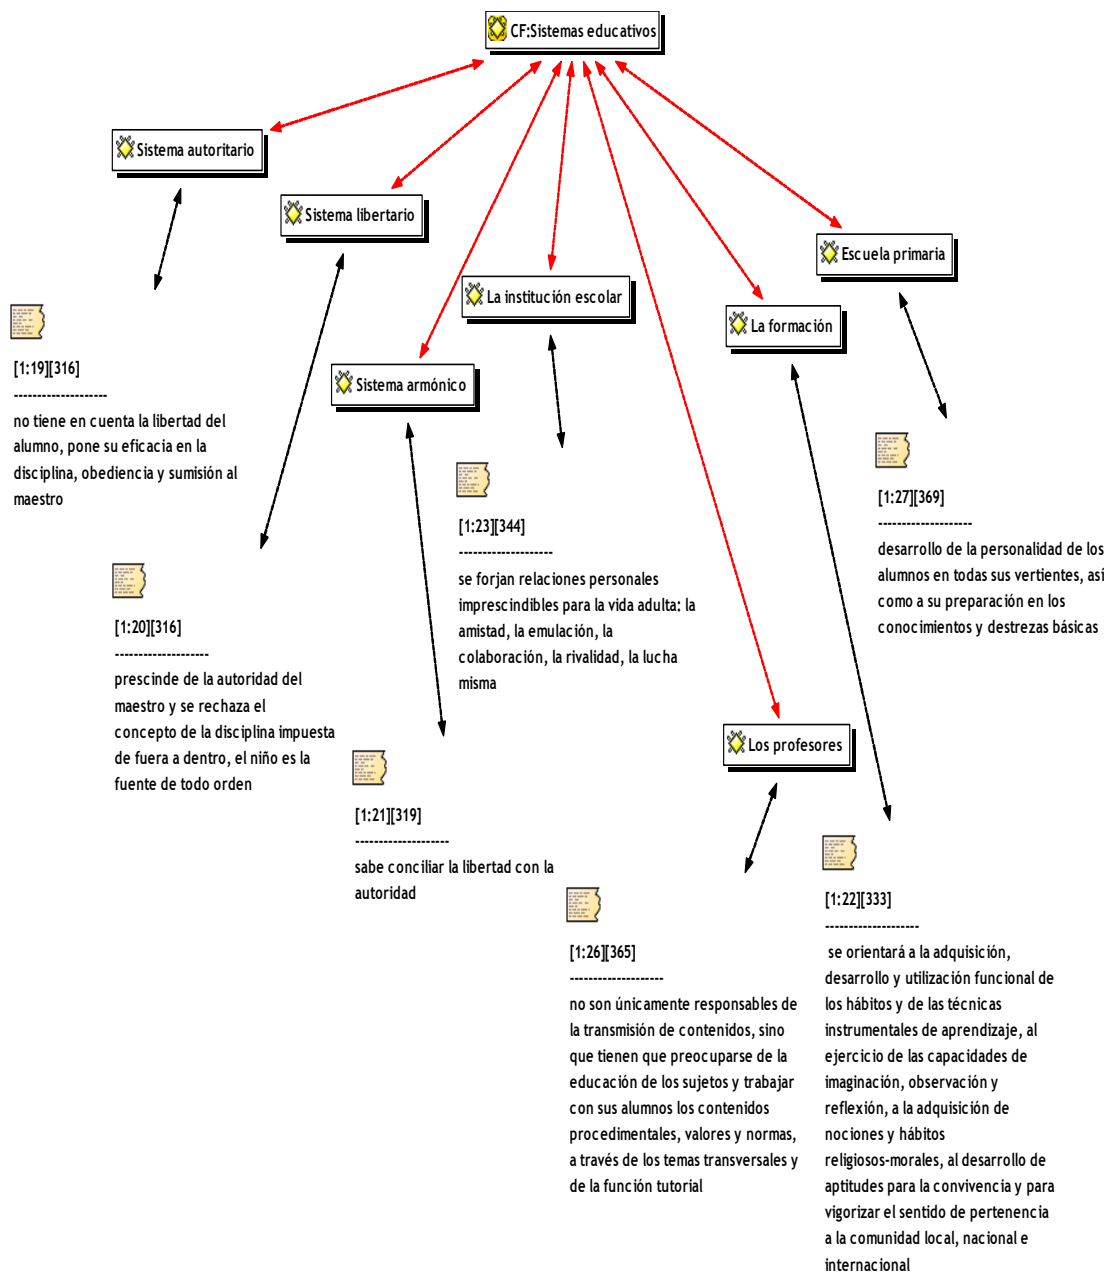 CF:Sistemas educativos
Sistema autoritario
Sistema libertario
Escuela primaria
La institución escolar
La formación
Sistema armónico
Los profesores
[1:19][316]
--------------------
no tiene en cuenta la libertad del
alumno, pone su eficacia en la
disciplina, obediencia y sumisión al
maestro
[1:20][316]
--------------------
prescinde de la autoridad del
maestro y se rechaza el
concepto de la disciplina impuesta
de fuera a dentro, el niño es la
fuente de todo orden
[1:21][319]
--------------------
sabe conciliar la libertad con la
autoridad
[1:23][344]
--------------------
se forjan relaciones personales
imprescindibles para la vida adulta: la
amistad, la emulación, la
colaboración, la rivalidad, la lucha
misma
[1:27][369]
--------------------
desarrollo de la personalidad de los
alumnos en todas sus vertientes, así
como a su preparación en los
conocimientos y destrezas básicas
[1:26][365]
--------------------
no son únicamente responsables de
la transmisión de contenidos, sino
que tienen que preocuparse de la
educación de los sujetos y trabajar
con sus alumnos los contenidos
procedimentales, valores y normas,
a través de los temas transversales y
de la función tutorial
[1:22][333]
--------------------
se orientará a la adquisición,
desarrollo y utilización funcional de
los hábitos y de las técnicas
instrumentales de aprendizaje, al
ejercicio de las capacidades de
imaginación, observación y
reflexión, a la adquisición de
nociones y hábitos
religiosos-morales, al desarrollo de
aptitudes para la convivencia y para
vigorizar el sentido de pertenencia
a la comunidad local, nacional e
internacional